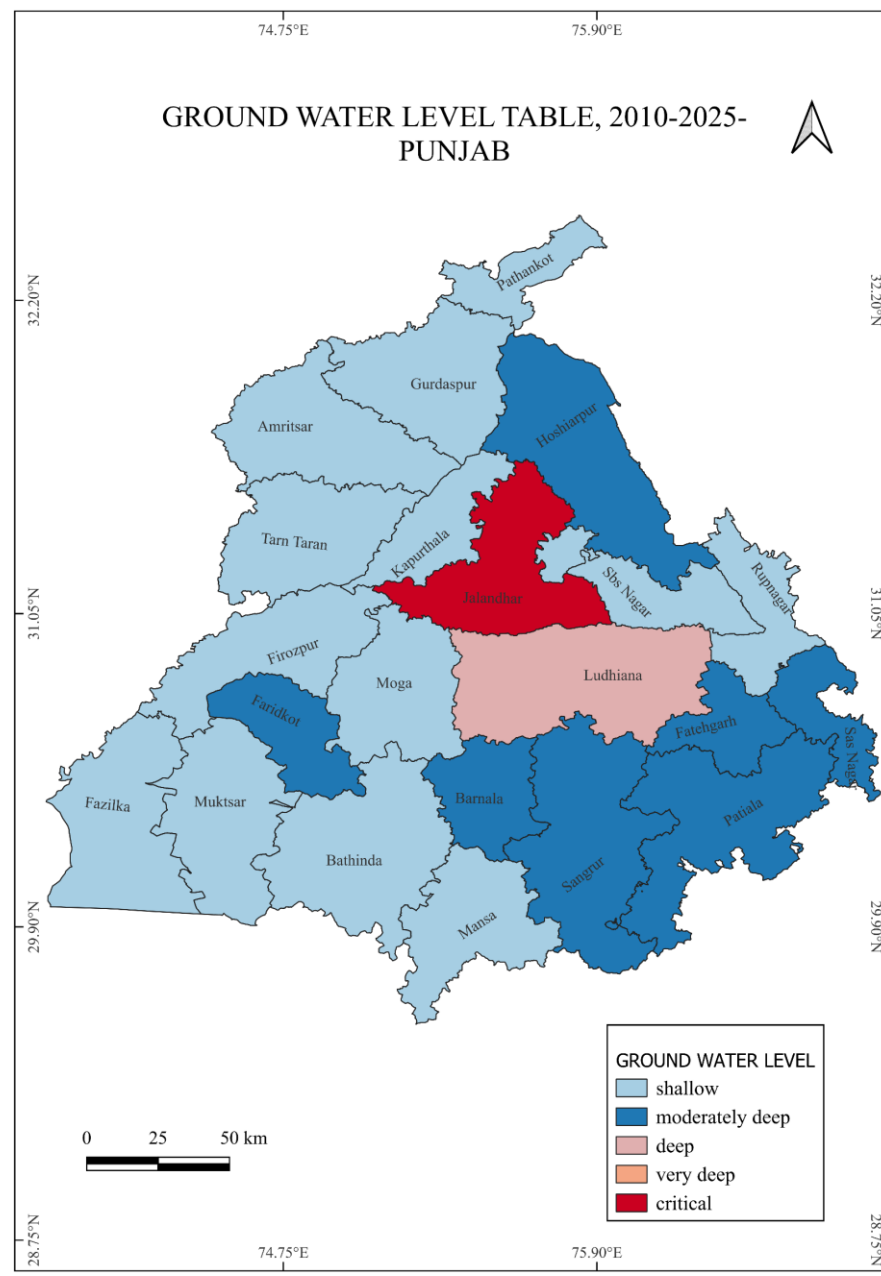 74.75°E
75.90°E
GROUND WATER LEVEL TABLE, 2010-2025-
PUNJAB
32.20°N
32.20°N
Pathankot
Gurdaspur
Amritsar
Hoshiarpur
Tarn Taran
Kapurthala
Jalandhar
Sbs Nagar
Rupnagar
31.05°N
31.05°N
Firozpur
Moga
Ludhiana
Faridkot
Fatehgarh
Sas Nagar
Fazilka
Muktsar
Barnala
Patiala
Bathinda
Sangrur
Mansa
29.90°N
29.90°N
GROUND WATER LEVEL
shallow
moderately deep
deep
very deep
critical
0 25 50 km
28.75°N
28.75°N
74.75°E
75.90°E